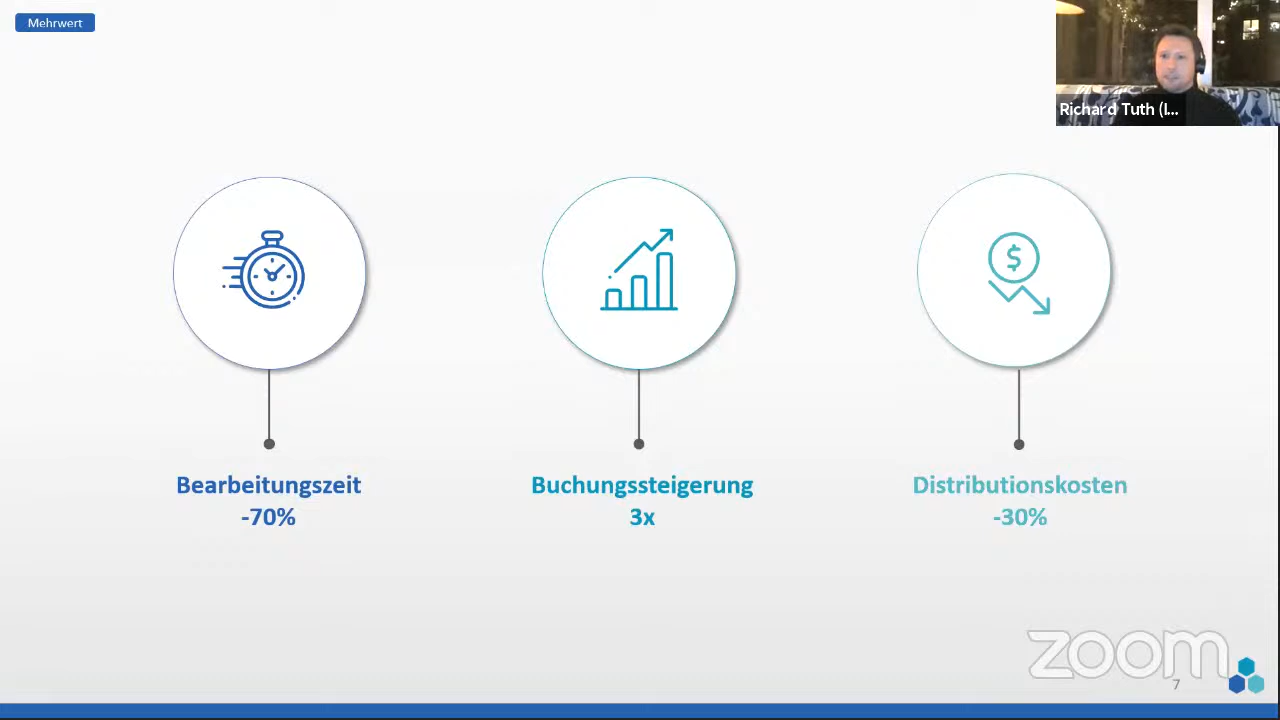 Mehrwert
Richard Tuth (I...
$
Bearbeitungszeit
-70%
Buchungssteigerung
3x
Distributionskosten
-30%
zoom
7